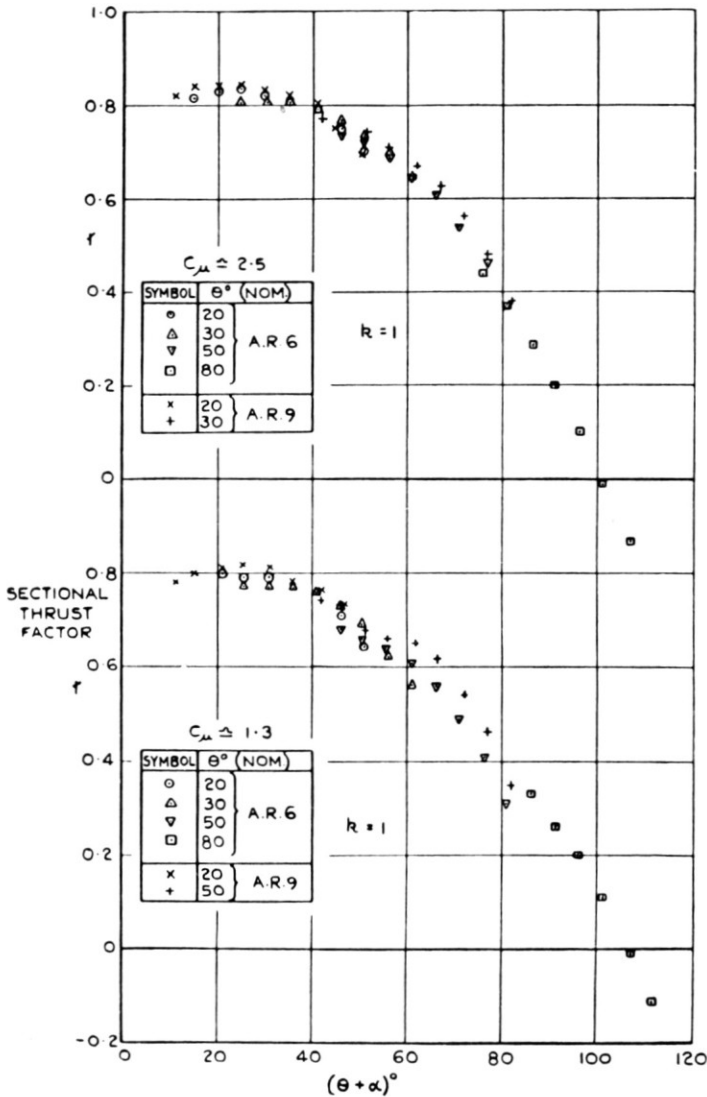 1·0
0·8
0·6
r
Cμ ≏ 2·5
SYMBOL θ° (NOM.)
20
30
50
80
A.R.6
× 20
+ 30
A.R.9
k = 1
0·4
0·2
0
0·8
SECTIONAL
THRUST
FACTOR
0·6
r
Cμ ≏ 1·3
SYMBOL θ° (NOM.)
20
30
50
80
A.R.6
× 20
+ 50
A.R.9
k = 1
0·4
0·2
0
-0·2
0 20 40 60 80 100 120
(θ + α)°